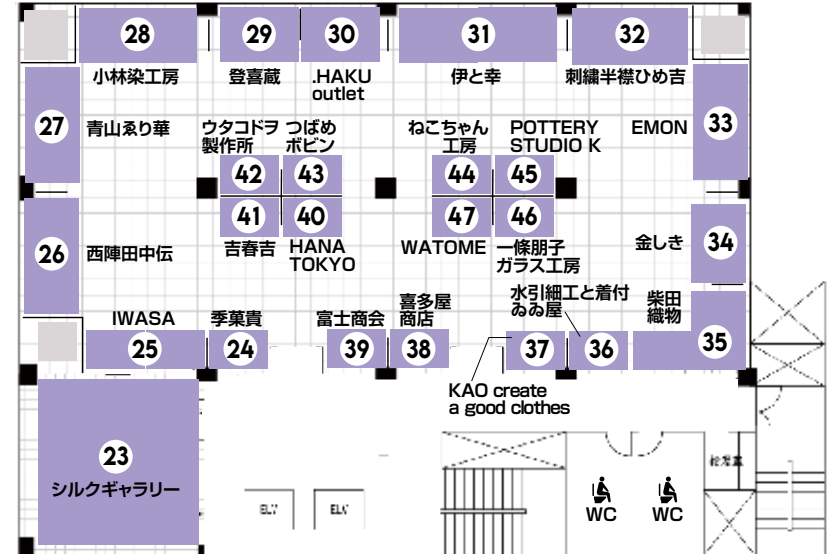 28
29
30
31
32
小林染工房
登喜蔵
.HAKU
outlet
伊と幸
刺繍半襟ひめ吉
27
青山ゑり華
ウタコドヲ
製作所
つばめ
ボビン
ねこちゃん
工房
POTTERY
STUDIO K
EMON
33
42
43
44
45
41
40
47
46
26
西陣田中伝
吉春吉
HANA
TOKYO
WATOME
一條朋子
ガラス工房
金しき
34
IWASA
季菓貴
富士商会
喜多屋
商店
水引細工と着付
ゐゐ屋
柴田
織物
25
24
39
38
37
36
35
KAO create
a good clothes
23
シルクギャラリー
ELV
ELV
WC
WC
給湯室